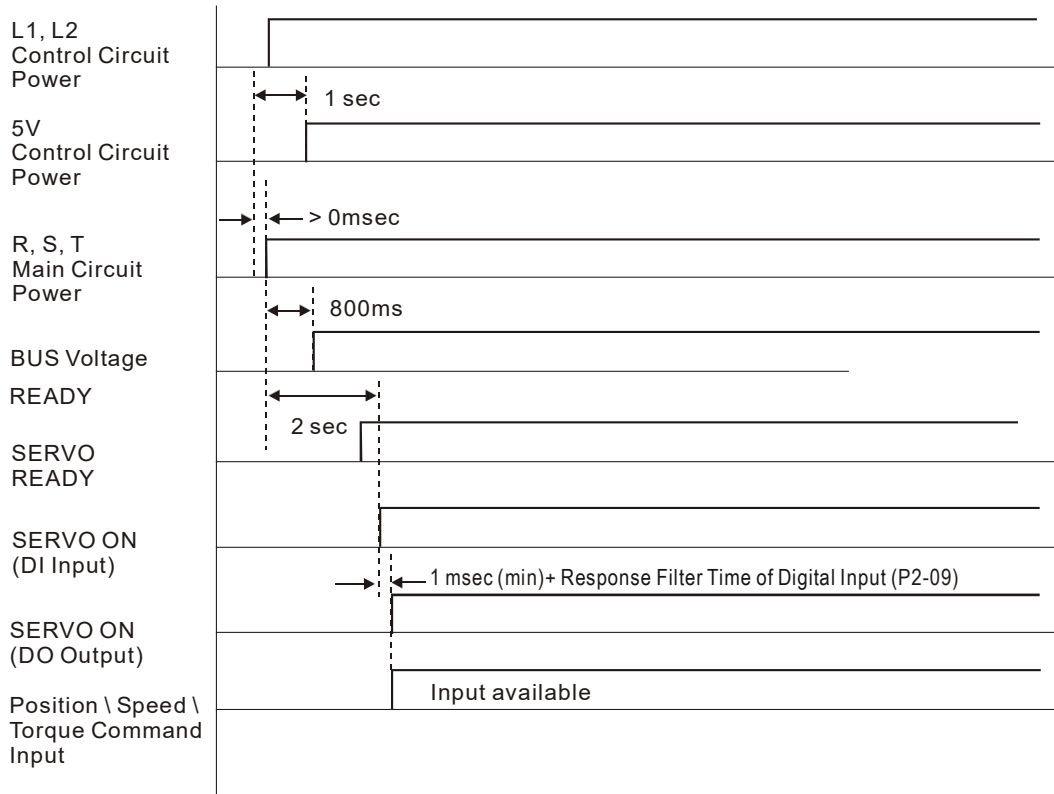 L1, L2
Control Circuit
Power
1 sec
5V
Control Circuit
Power
> 0msec
R, S, T
Main Circuit
Power
800ms
BUS Voltage
READY
2 sec
SERVO
READY
SERVO ON
(DI Input)
1 msec (min)+ Response Filter Time of Digital Input (P2-09)
SERVO ON
(DO Output)
Input available
Position \ Speed \
Torque Command
Input